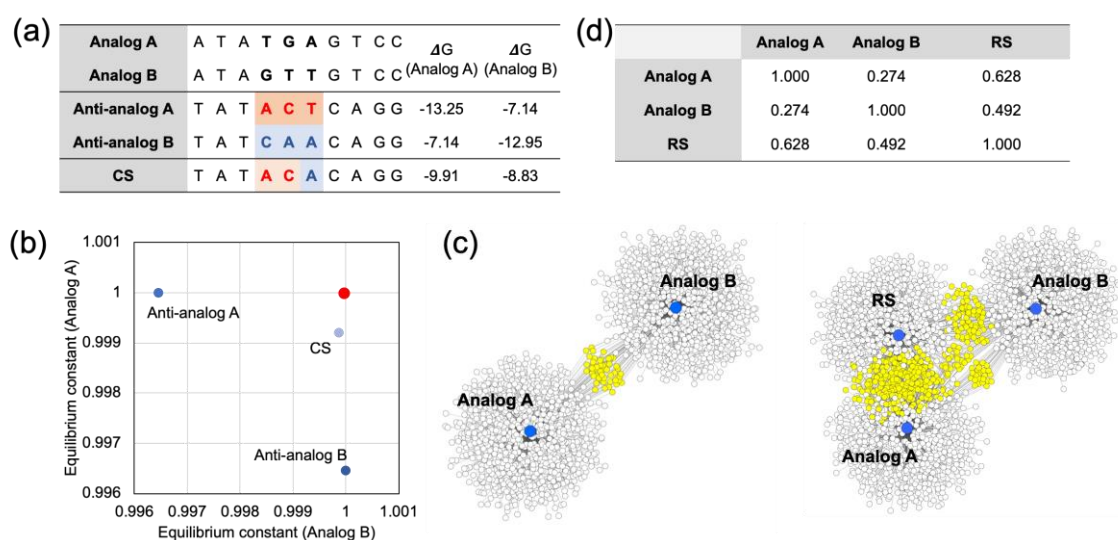 (a)
ΔG (Analog A)
ΔG (Analog B)
Analog A A T A T G A G T C C
Analog B A T A G T T G T C C
Anti-analog A T A T A C T C A G G -13.25 -7.14
Anti-analog B T A T C A A C A G G -7.14 -12.95
CS T A T A C A C A G G -9.91 -8.83
(d)
Analog A Analog B RS
Analog A 1.000 0.274 0.628
Analog B 0.274 1.000 0.492
RS 0.628 0.492 1.000
(b)
Equilibrium constant (Analog A)
1.001
1
0.999
0.998
0.997
0.996
Anti-analog A
CS
Anti-analog B
0.996 0.997 0.998 0.999 1 1.001
Equilibrium constant (Analog B)
(c)
Analog B
Analog A
Analog B
RS
Analog A